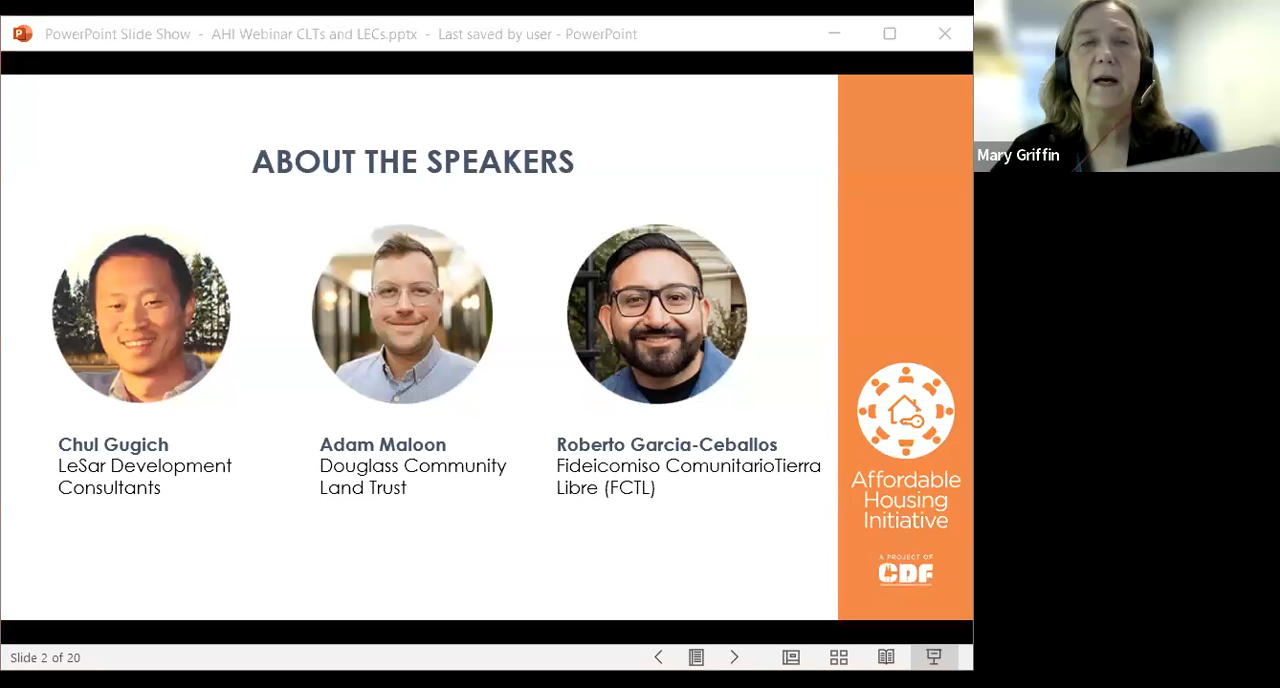 PowerPoint Slide Show - AHI Webinar CLTs and LECs.pptx - Last saved by user - PowerPoint
Mary Griffin
ABOUT THE SPEAKERS
Chul Gugich
LeSar Development
Consultants
Adam Maloon
Douglass Community
Land Trust
Roberto Garcia-Ceballos
Fideicomiso ComunitarioTierra
Libre (FCTL)
Affordable
Housing
Initiative
A PROJECT OF
CDF
Slide 2 of 20